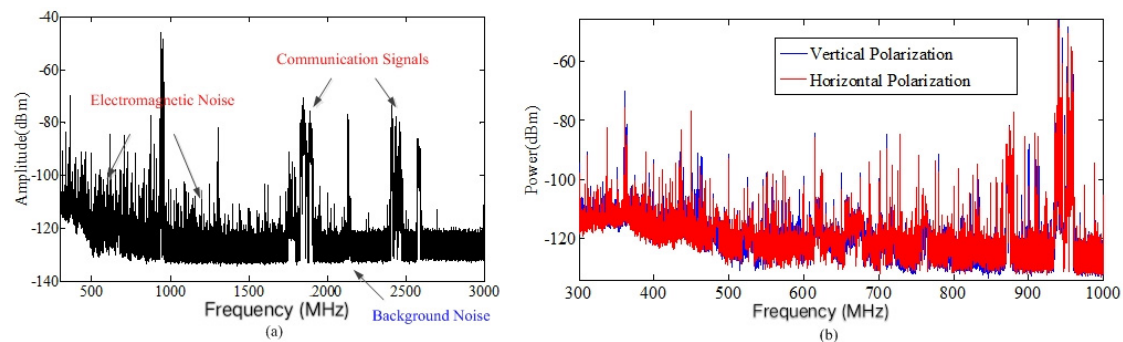 -40
-60
-80
-100
-120
-140
Amplitude(dBm)
Communication Signals
Electromagnetic Noise
500 1000 1500 2000 2500 3000
Frequency (MHz)
Background Noise
(a)
-60
-80
-100
-120
Power(dBm)
Vertical Polarization
Horizontal Polarization
300 400 500 600 700 800 900 1000
Frequency (MHz)
(b)